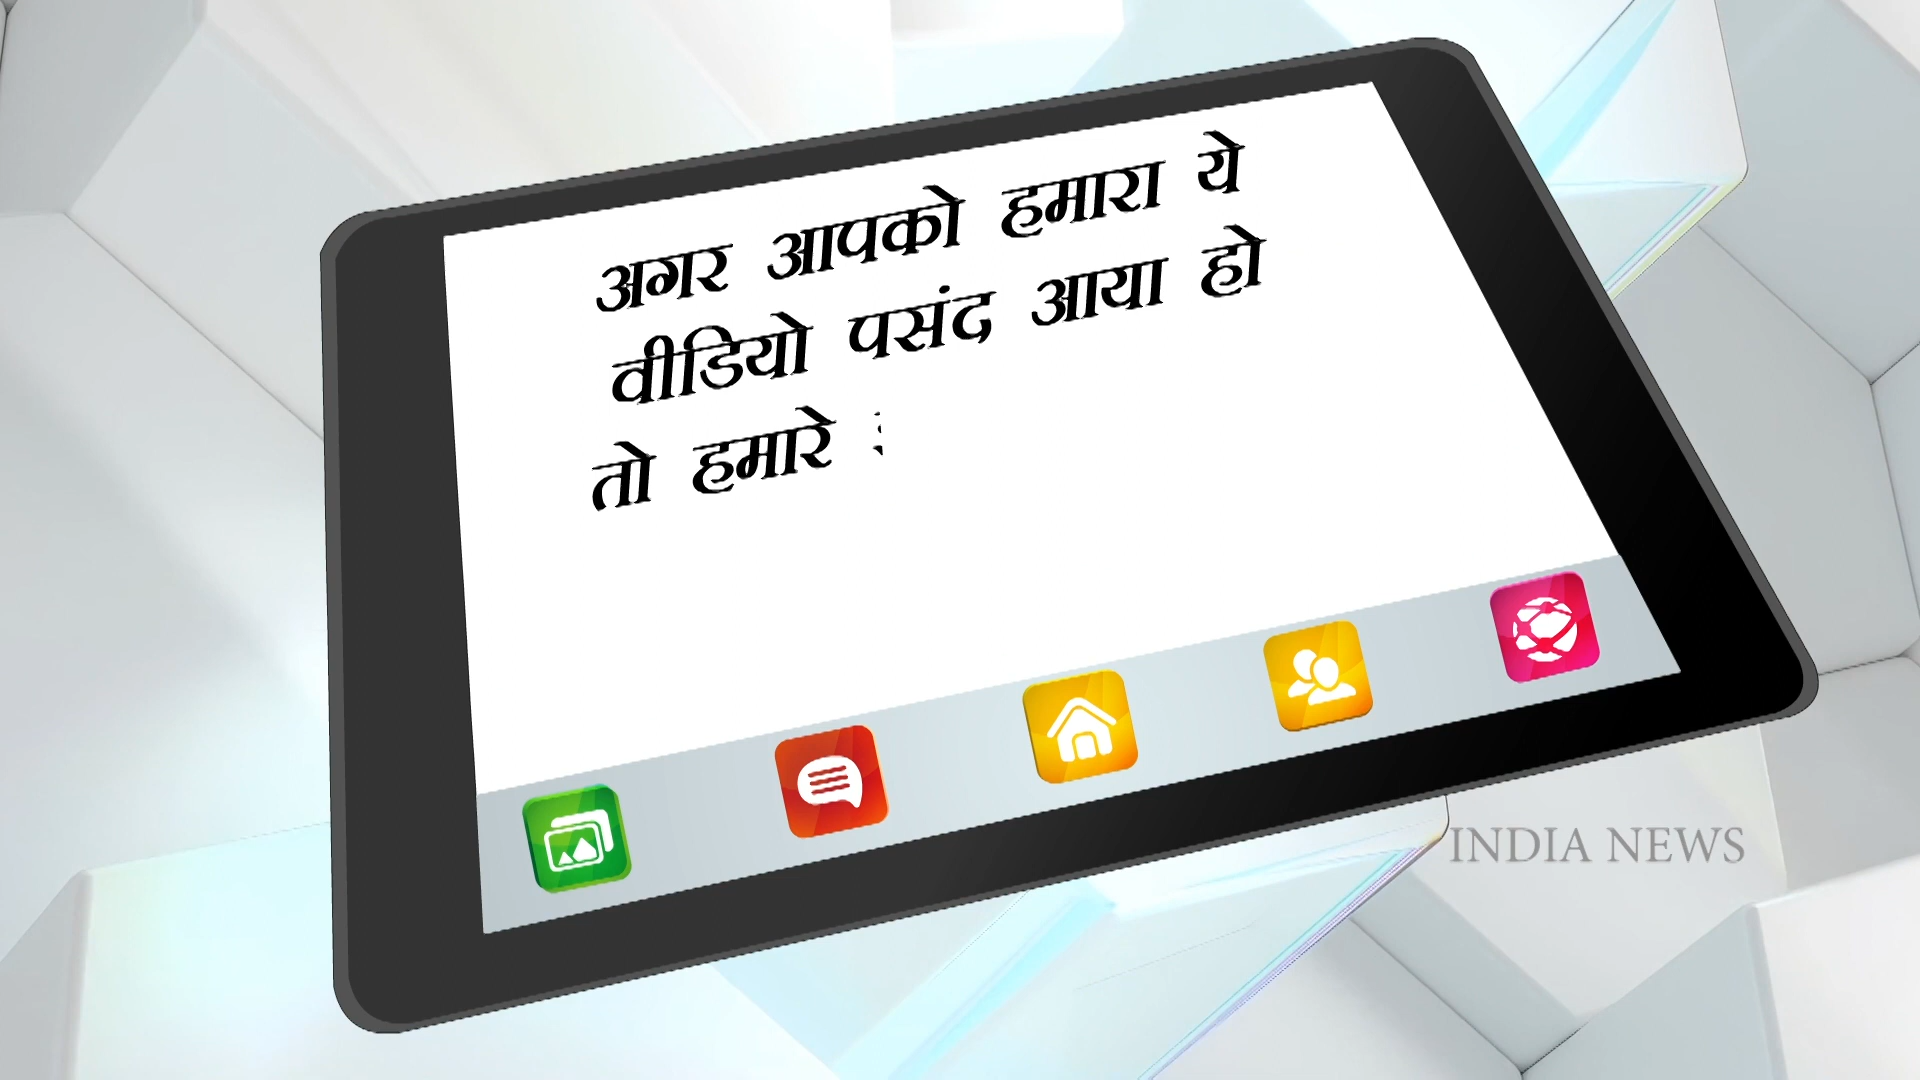 अगर आपको हमारा ये
वीडियो पसंद आया हो
तो हमारे
INDIA NEWS